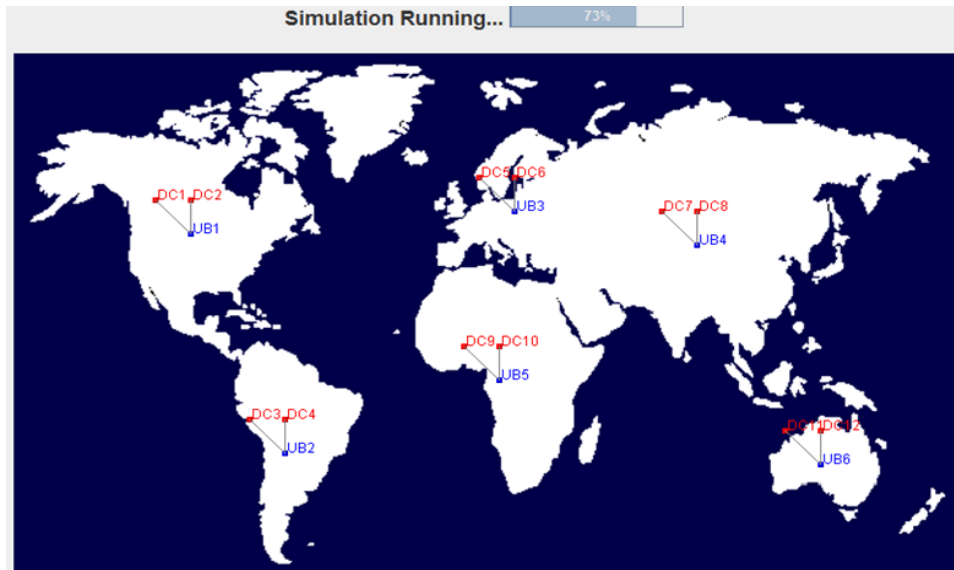 Simulation Running... 73%
DC5 DC6
DC1 DC2
UB3
DC7 DC8
UB1
UB4
DC9 DC10
UB5
DC3 DC4
DC11 DC12
UB2
UB6